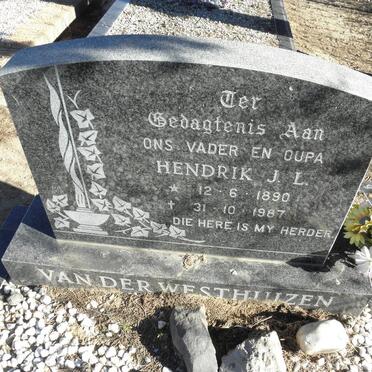 Ter
Gedagtenis Aan
ONS VADER EN OUPA
HENDRIK J. L.
* 12-6-1890
✝ 31-10-1987
DIE HERE IS MY HERDER
VAN DER WESTHUIZEN